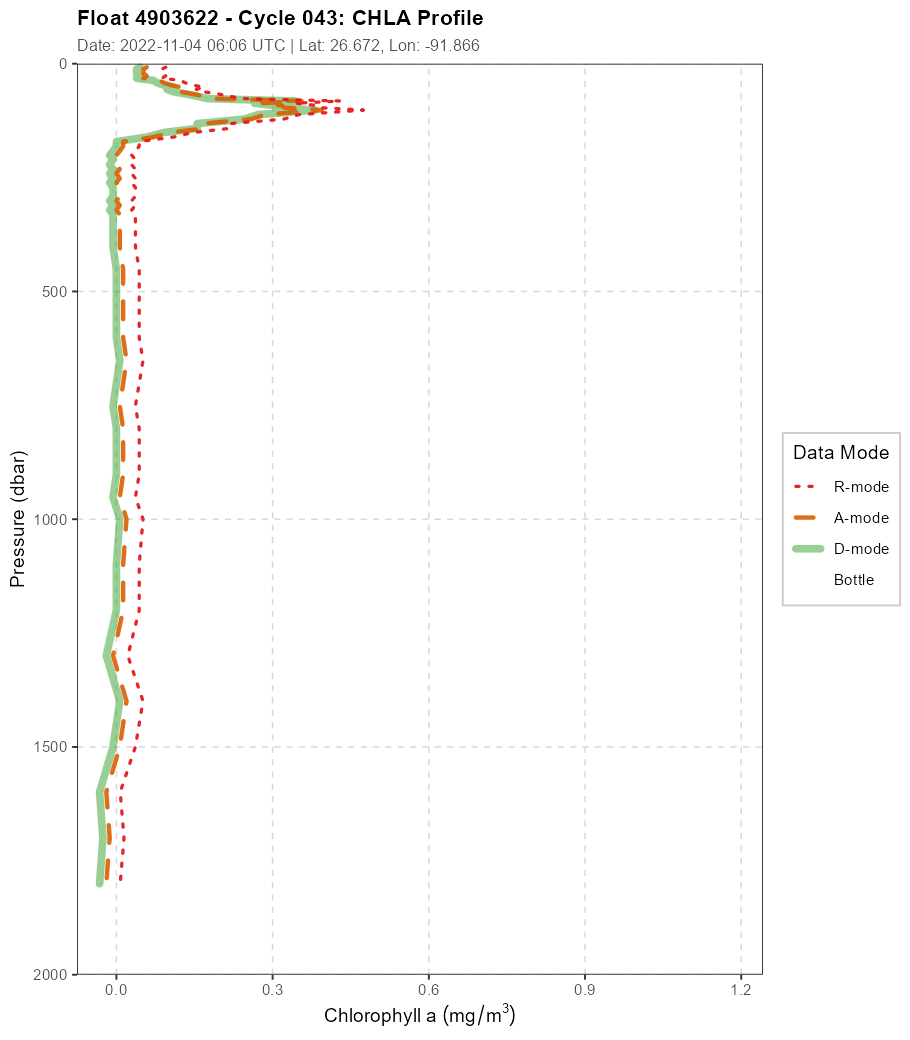 Float 4903622 - Cycle 043: CHLA Profile
Date: 2022-11-04 06:06 UTC | Lat: 26.672, Lon: -91.866
0
500
1000
1500
2000
Pressure (dbar)
0.0 0.3 0.6 0.9 1.2
Chlorophyll a (mg/m³)
Data Mode
R-mode
A-mode
D-mode
Bottle